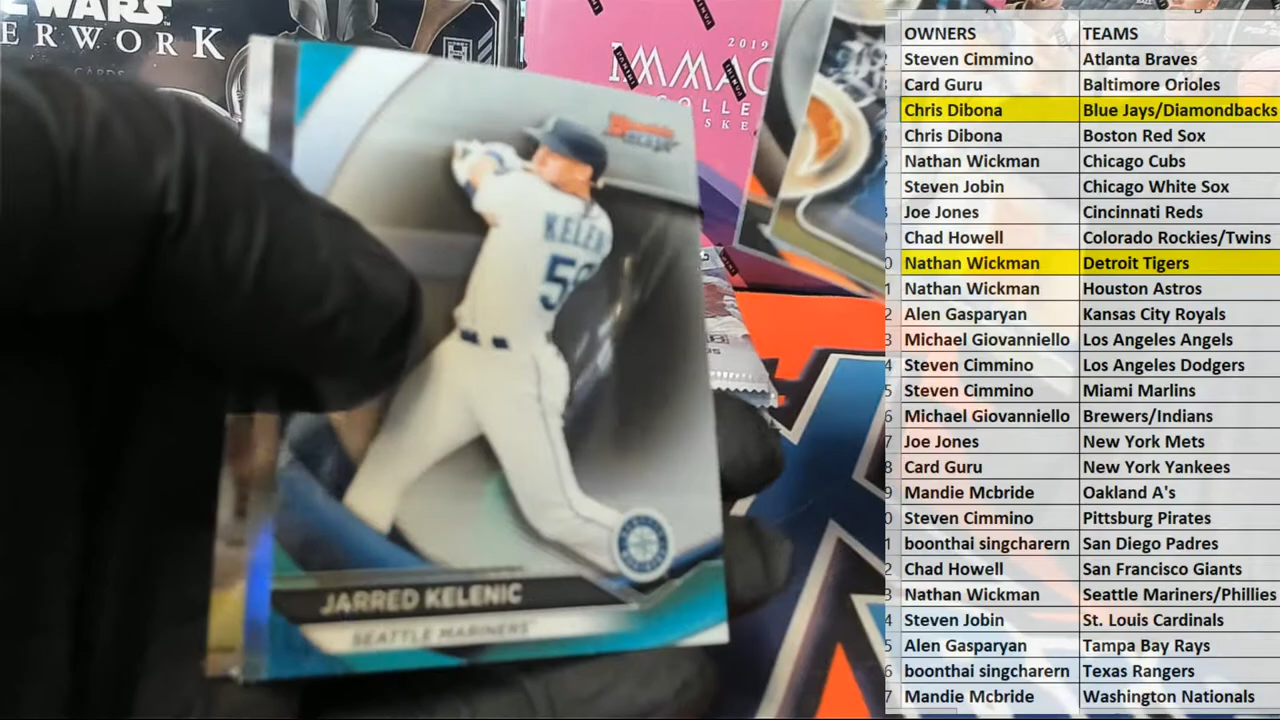 WARS
ERWORK
CARDS
2019
IMMAC
COLLE
BASKE
PANINI
PANINI
KELEN
JARRED KELENIC
SEATTLE MARINERS
OWNERS TEAMS
Steven Cimmino Atlanta Braves
Card Guru Baltimore Orioles
Chris Dibona Blue Jays/Diamondbacks
Chris Dibona Boston Red Sox
Nathan Wickman Chicago Cubs
Steven Jobin Chicago White Sox
Joe Jones Cincinnati Reds
Chad Howell Colorado Rockies/Twins
Nathan Wickman Detroit Tigers
Nathan Wickman Houston Astros
Alen Gasparyan Kansas City Royals
Michael Giovanniello Los Angeles Angels
Steven Cimmino Los Angeles Dodgers
Steven Cimmino Miami Marlins
Michael Giovanniello Brewers/Indians
Joe Jones New York Mets
Card Guru New York Yankees
Mandie Mcbride Oakland A's
Steven Cimmino Pittsburg Pirates
boonthai singcharern San Diego Padres
Chad Howell San Francisco Giants
Nathan Wickman Seattle Mariners/Phillies
Steven Jobin St. Louis Cardinals
Alen Gasparyan Tampa Bay Rays
boonthai singcharern Texas Rangers
Mandie Mcbride Washington Nationals